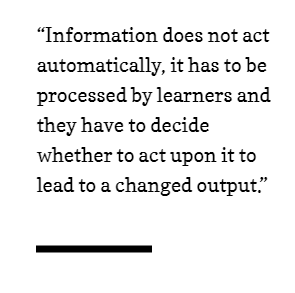 “Information does not act
automatically, it has to be
processed by learners and
they have to decide
whether to act upon it to
lead to a changed output.”